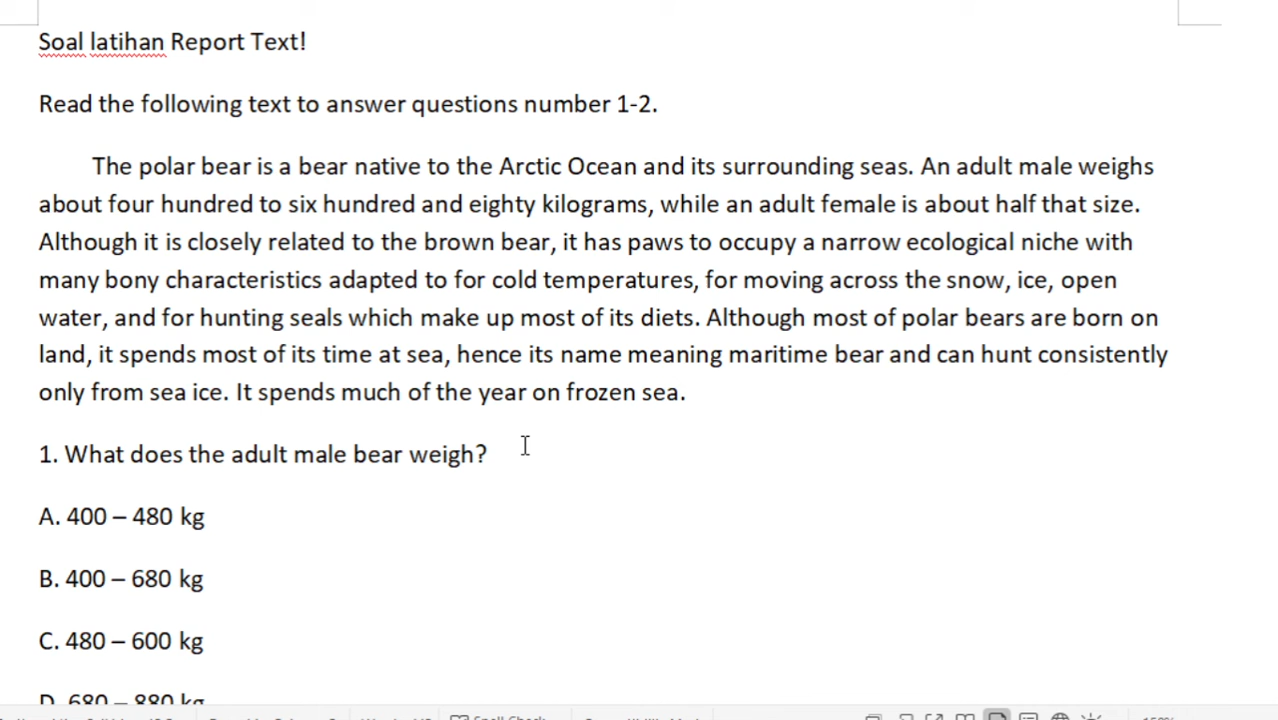 Soal latihan Report Text!
Read the following text to answer questions number 1-2.
The polar bear is a bear native to the Arctic Ocean and its surrounding seas. An adult male weighs
about four hundred to six hundred and eighty kilograms, while an adult female is about half that size.
Although it is closely related to the brown bear, it has paws to occupy a narrow ecological niche with
many bony characteristics adapted to for cold temperatures, for moving across the snow, ice, open
water, and for hunting seals which make up most of its diets. Although most of polar bears are born on
land, it spends most of its time at sea, hence its name meaning maritime bear and can hunt consistently
only from sea ice. It spends much of the year on frozen sea.
1. What does the adult male bear weigh?
A. 400 – 480 kg
B. 400 – 680 kg
C. 480 – 600 kg
D. 680 – 880 kg